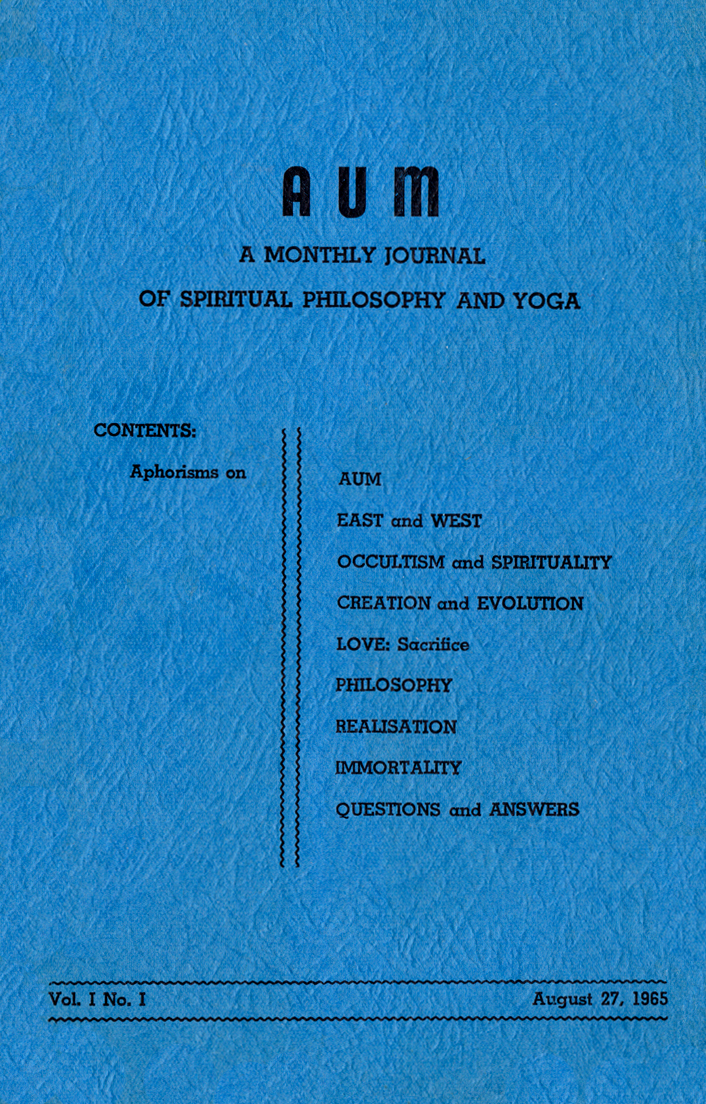 AUM
A MONTHLY JOURNAL
OF SPIRITUAL PHILOSOPHY AND YOGA
CONTENTS:
Aphorisms on
AUM
EAST and WEST
OCCULTISM and SPIRITUALITY
CREATION and EVOLUTION
LOVE: Sacrifice
PHILOSOPHY
REALISATION
IMMORTALITY
QUESTIONS and ANSWERS
Vol. I No. I
August 27, 1965